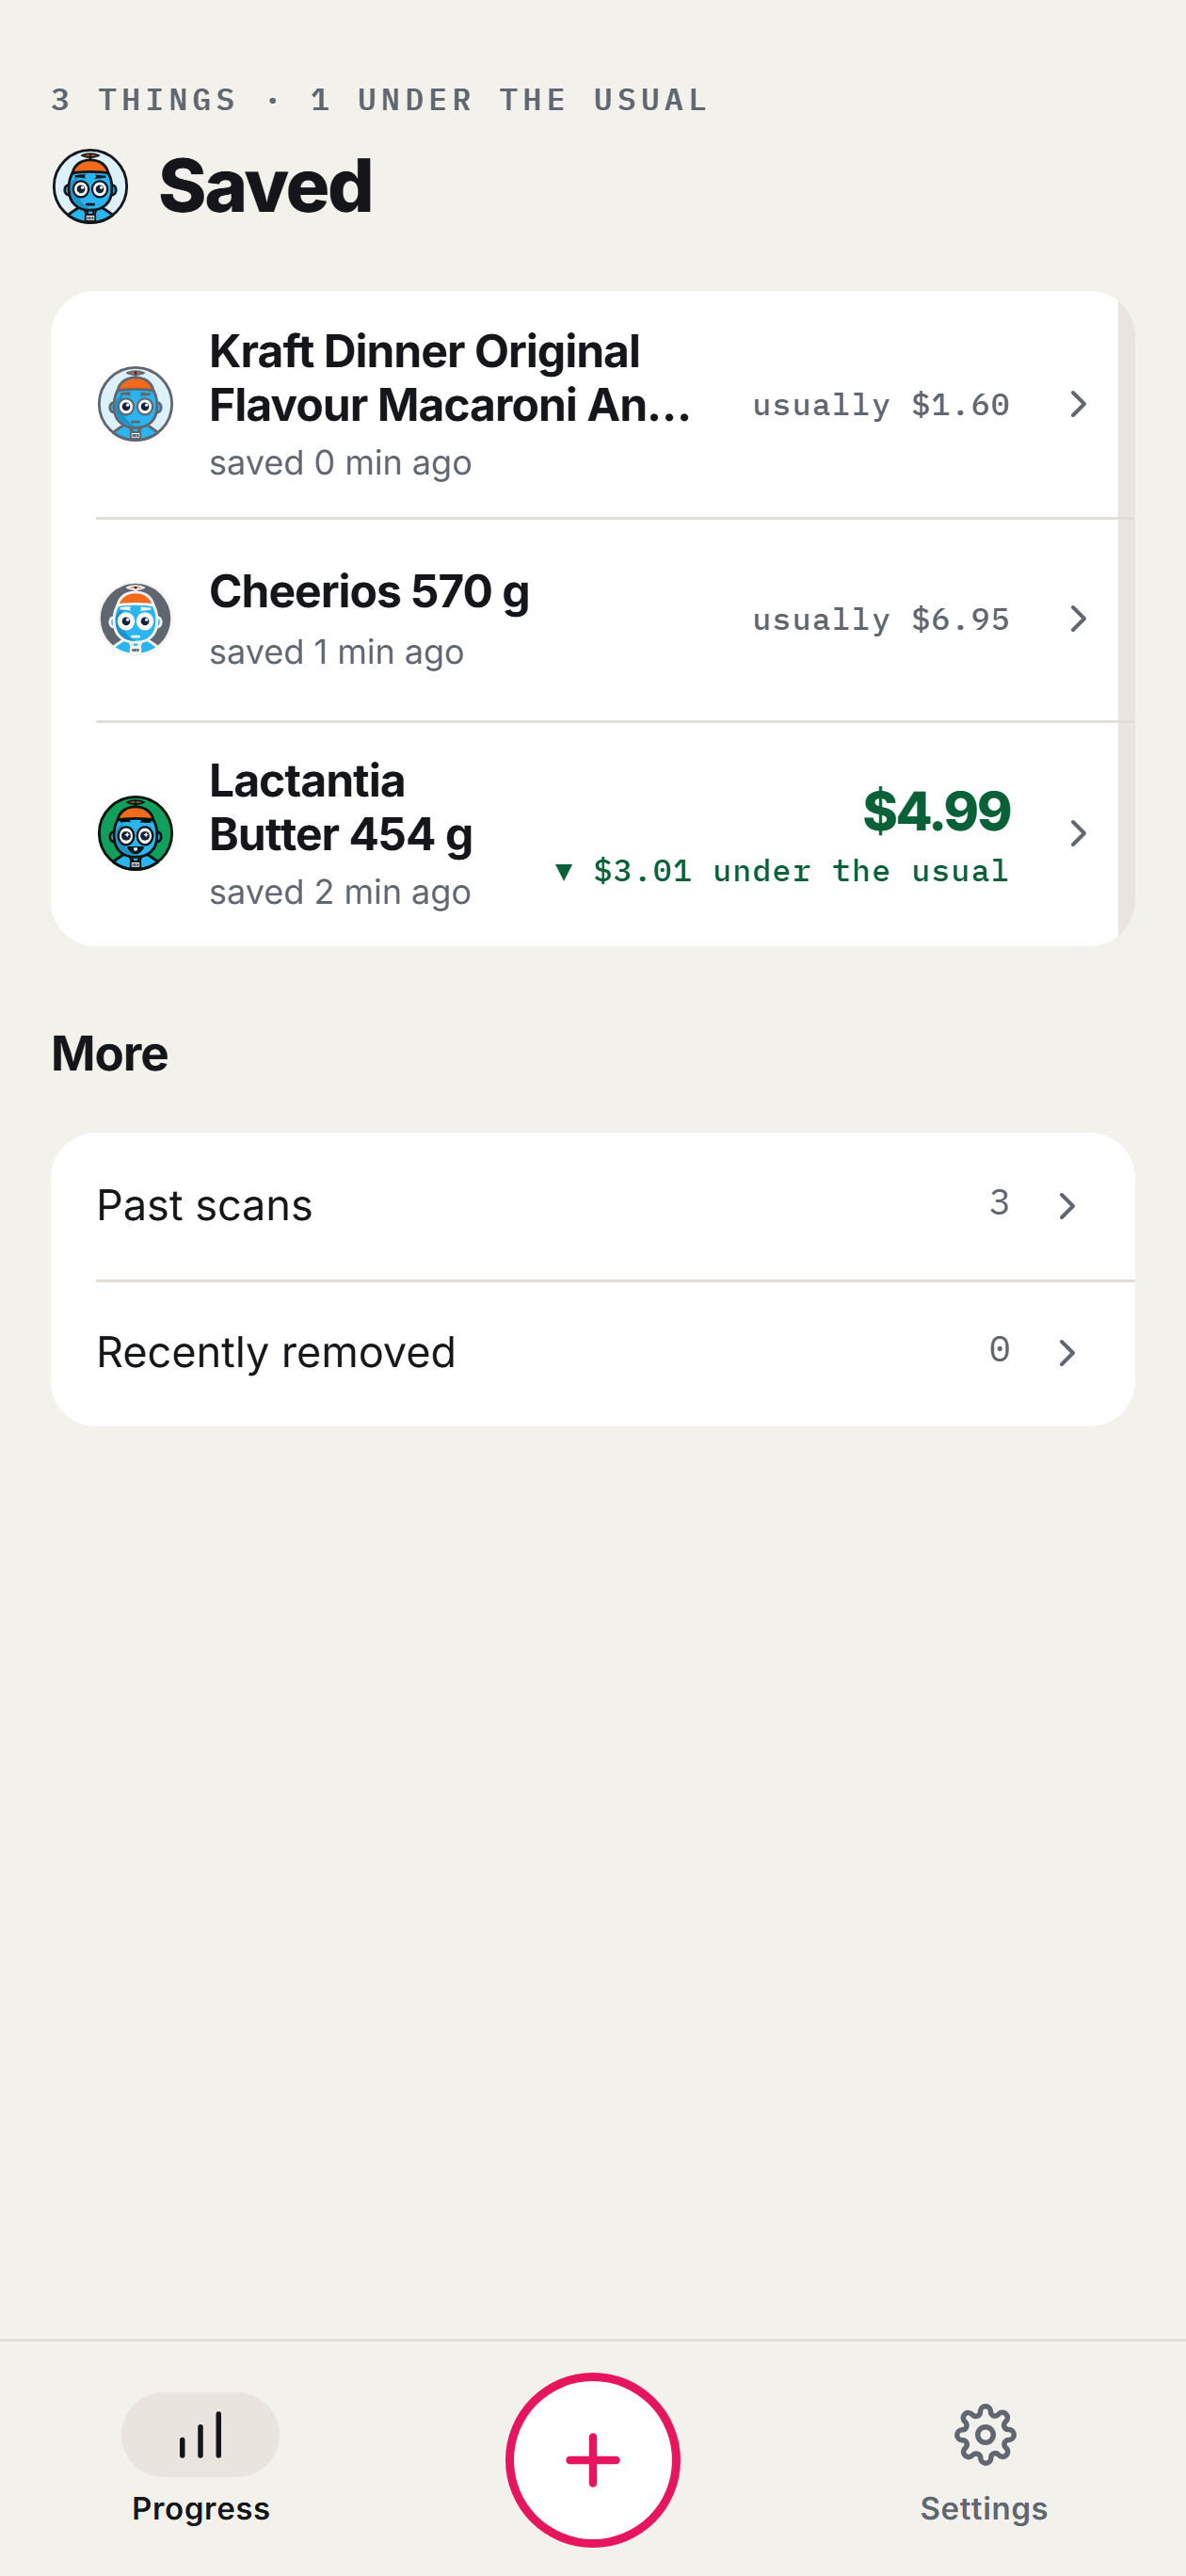 3 THINGS · 1 UNDER THE USUAL
Saved
Kraft Dinner Original
Flavour Macaroni An...
saved 0 min ago
usually $1.60
Cheerios 570 g
saved 1 min ago
usually $6.95
Lactantia
Butter 454 g
saved 2 min ago
$4.99
▼ $3.01 under the usual
More
Past scans 3
Recently removed 0
Progress
Settings